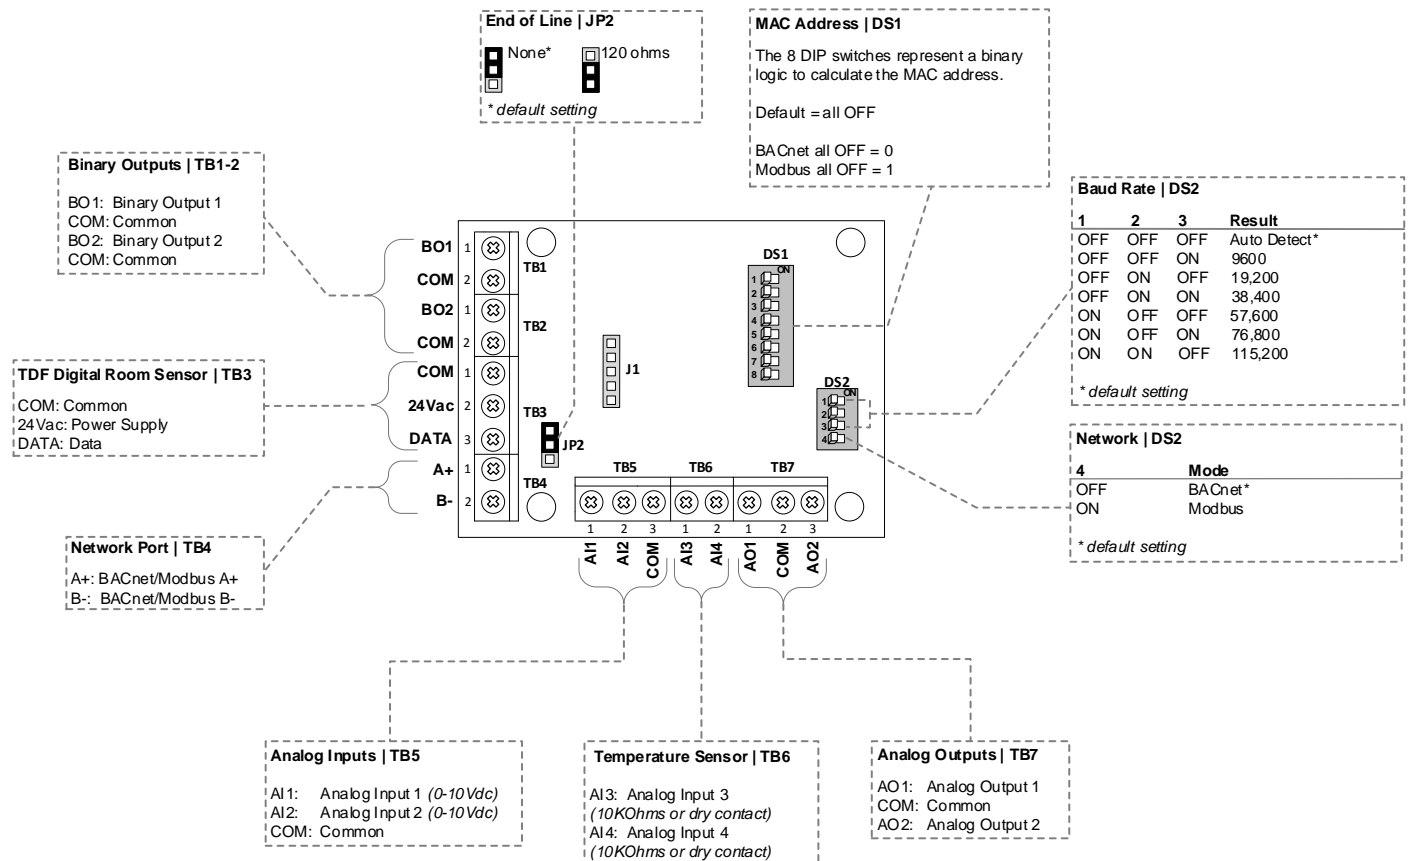 End of Line | JP2
None* 120 ohms
* default setting
MAC Address | DS1
The 8 DIP switches represent a binary
logic to calculate the MAC address.
Default = all OFF
BACnet all OFF = 0
Modbus all OFF = 1
Binary Outputs | TB1-2
BO1: Binary Output 1
COM: Common
BO2: Binary Output 2
COM: Common
Baud Rate | DS2
1 2 3 Result
OFF OFF OFF Auto Detect*
OFF OFF ON 9600
OFF ON OFF 19,200
OFF ON ON 38,400
ON OFF OFF 57,600
ON OFF ON 76,800
ON ON OFF 115,200
* default setting
TDF Digital Room Sensor | TB3
COM: Common
24Vac: Power Supply
DATA: Data
Network | DS2
4 Mode
OFF BACnet*
ON Modbus
* default setting
Network Port | TB4
A+: BACnet/Modbus A+
B-: BACnet/Modbus B-
BO1 1
COM 2
TB1
BO2 1
COM 2
TB2
COM 1
24Vac 2
DATA 3
TB3
A+ 1
B- 2
TB4
J1
JP2
DS1
ON
1
2
3
4
5
6
7
8
DS2
ON
1
2
3
4
TB5 TB6 TB7
1 2 3 1 2 1 2 3
AI1 AI2 COM AI3 AI4 AO1 COM AO2
Analog Inputs | TB5
AI1: Analog Input 1 (0-10Vdc)
AI2: Analog Input 2 (0-10Vdc)
COM: Common
Temperature Sensor | TB6
AI3: Analog Input 3
(10KOhms or dry contact)
AI4: Analog Input 4
(10KOhms or dry contact)
Analog Outputs | TB7
AO1: Analog Output 1
COM: Common
AO2: Analog Output 2